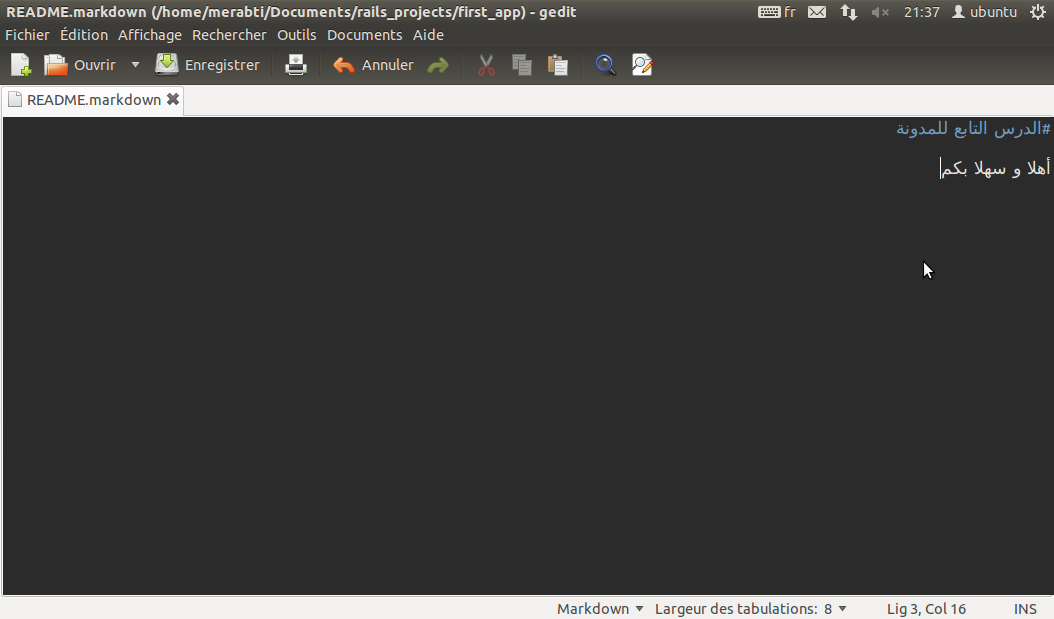 README.markdown (/home/merabti/Documents/rails_projects/first_app) - gedit
fr 21:37 ubuntu
Fichier Édition Affichage Rechercher Outils Documents Aide
Ouvrir Enregistrer Annuler
README.markdown
#الدرس التابع للمدونة
أهلا و سهلا بكم
Markdown Largeur des tabulations: 8 Lig 3, Col 16 INS